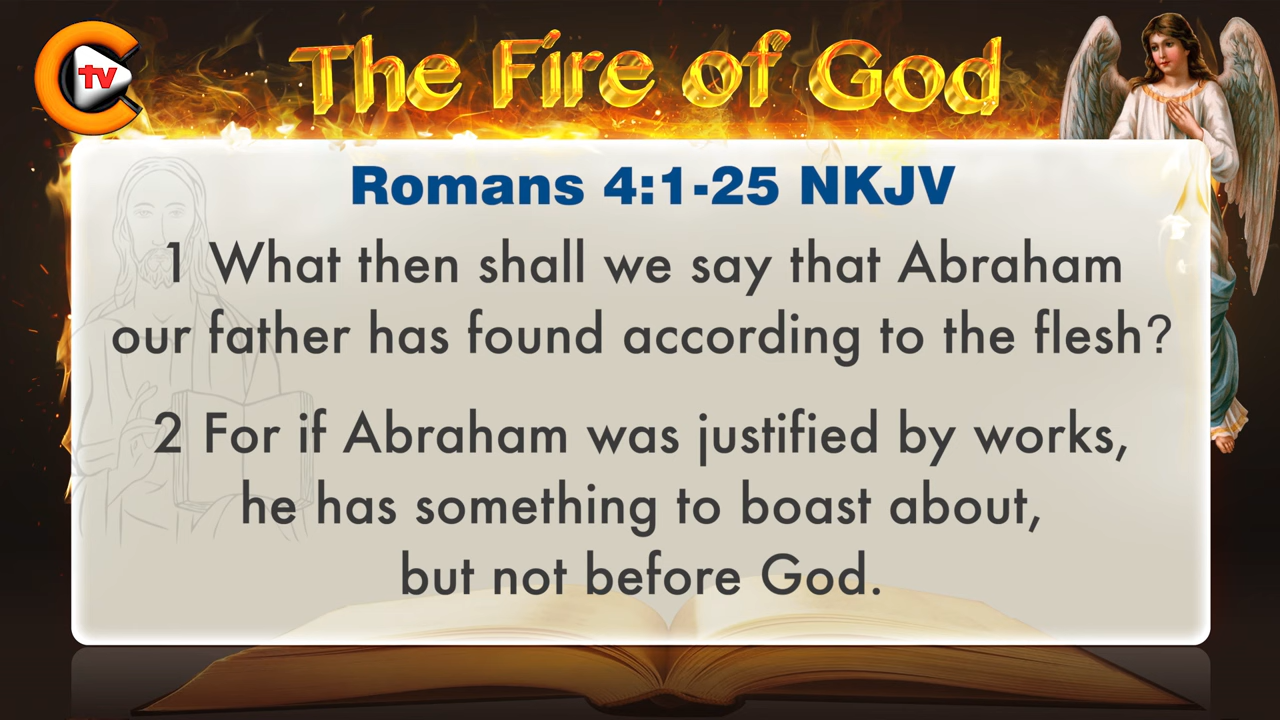 tv
The Fire of God
Romans 4:1-25 NKJV
1 What then shall we say that Abraham
our father has found according to the flesh?
2 For if Abraham was justified by works,
he has something to boast about,
but not before God.